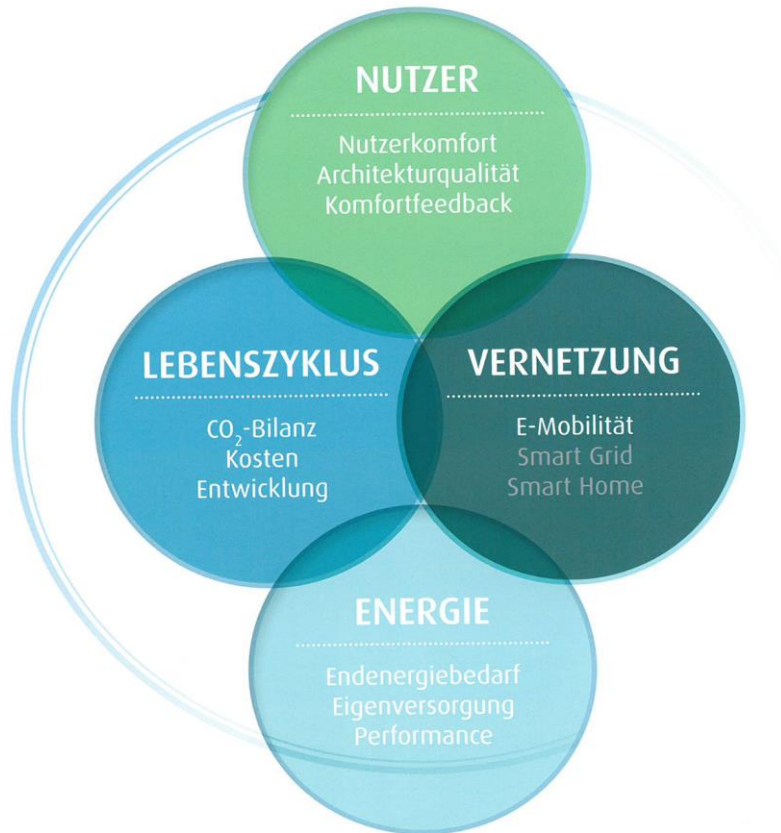 NUTZER
Nutzerkomfort
Architekturqualität
Komfortfeedback
LEBENSZYKLUS
CO₂-Bilanz
Kosten
Entwicklung
VERNETZUNG
E-Mobilität
Smart Grid
Smart Home
ENERGIE
Endenergiebedarf
Eigenversorgung
Performance